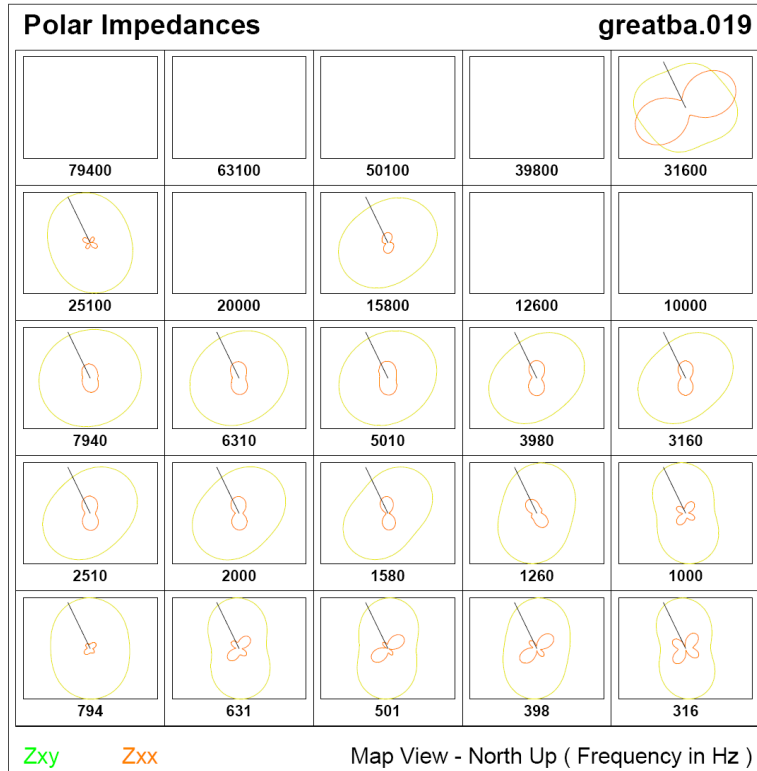 Polar Impedances greatba.019
79400 63100 50100 39800 31600
25100 20000 15800 12600 10000
7940 6310 5010 3980 3160
2510 2000 1580 1260 1000
794 631 501 398 316
Zxy Zxx Map View - North Up ( Frequency in Hz )